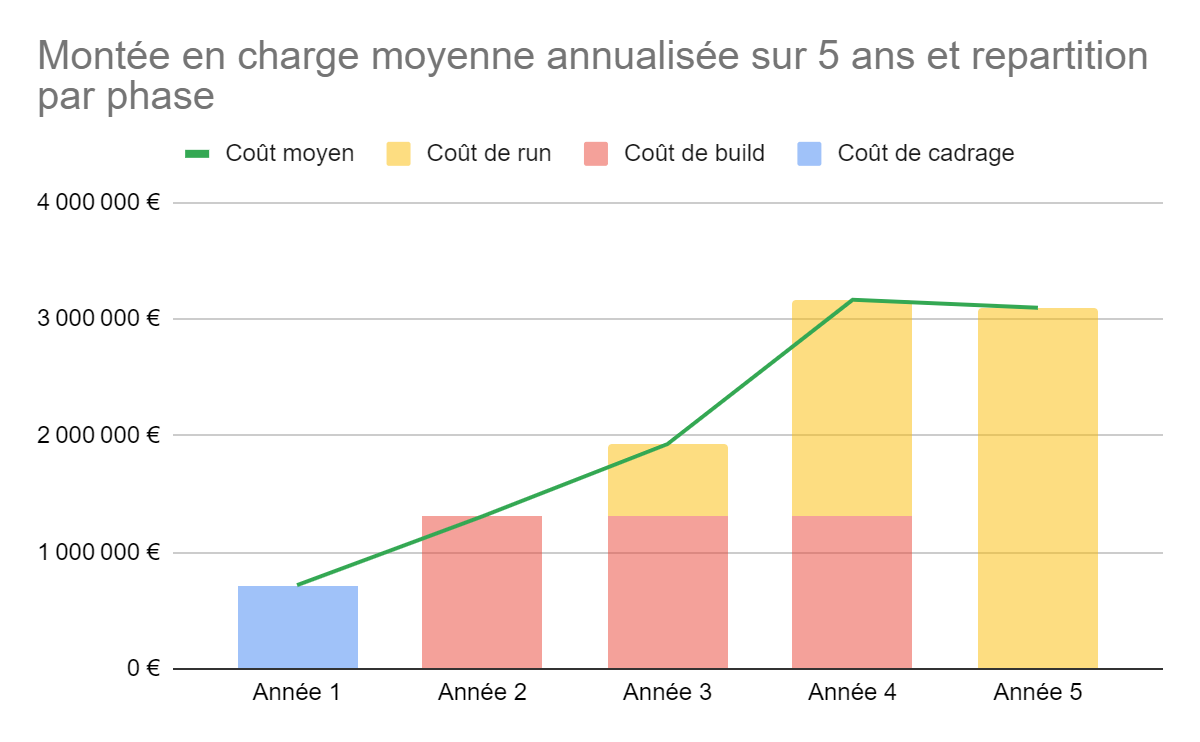 Montée en charge moyenne annualisée sur 5 ans et repartition
par phase
Coût moyen
Coût de run
Coût de build
Coût de cadrage
4 000 000 €
3 000 000 €
2 000 000 €
1 000 000 €
0 €
Année 1
Année 2
Année 3
Année 4
Année 5